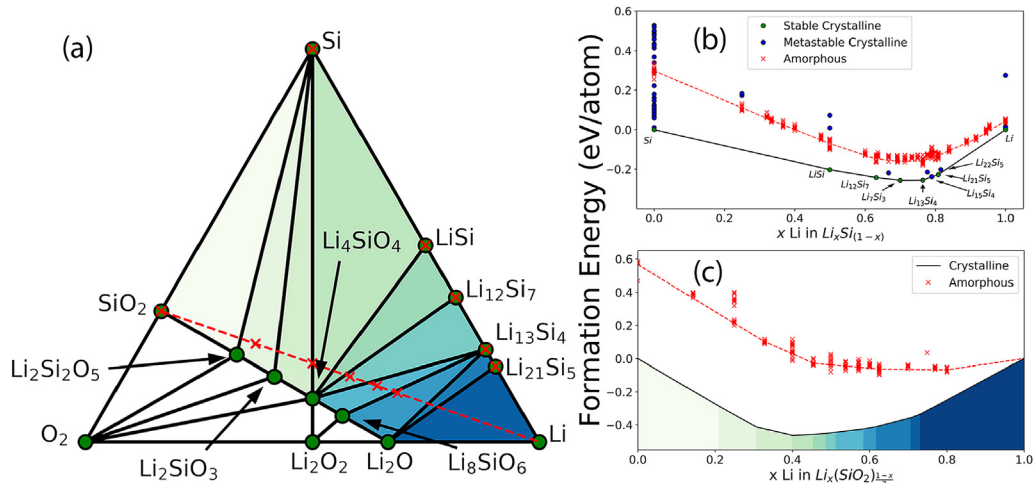 (a)
Si
LiSi
Li₄SiO₄
Li₁₂Si₇
SiO₂
Li₁₃Si₄
Li₂₁Si₅
Li₂Si₂O₅
O₂
Li
Li₂SiO₃
Li₂O₂
Li₂O
Li₈SiO₆
Formation Energy (eV/atom)
(b)
Stable Crystalline
Metastable Crystalline
Amorphous
0.6
0.4
0.2
0.0
−0.2
Si
LiSi
Li₁₂Si₇
Li₇Si₃
Li₁₃Si₄
Li₁₅Si₄
Li₂₁Si₅
Li₂₂Si₅
Li
0.0 0.2 0.4 0.6 0.8 1.0
x Li in LiₓSi₍₁₋ₓ₎
(c)
Crystalline
Amorphous
0.6
0.4
0.2
0.0
−0.2
−0.4
0.0 0.2 0.4 0.6 0.8 1.0
x Li in Liₓ(SiO₂)
1−x
3